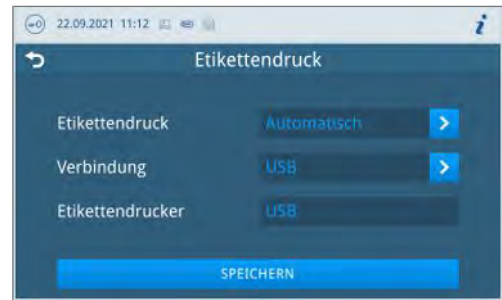 22.09.2021 11:12
Etikettendruck
Etikettendruck Automatisch
Verbindung USB
Etikettendrucker USB
SPEICHERN